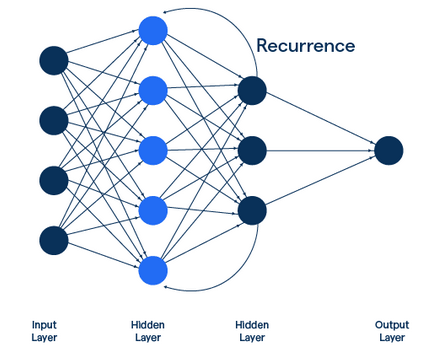 Recurrence
Input
Layer
Hidden
Layer
Hidden
Layer
Output
Layer